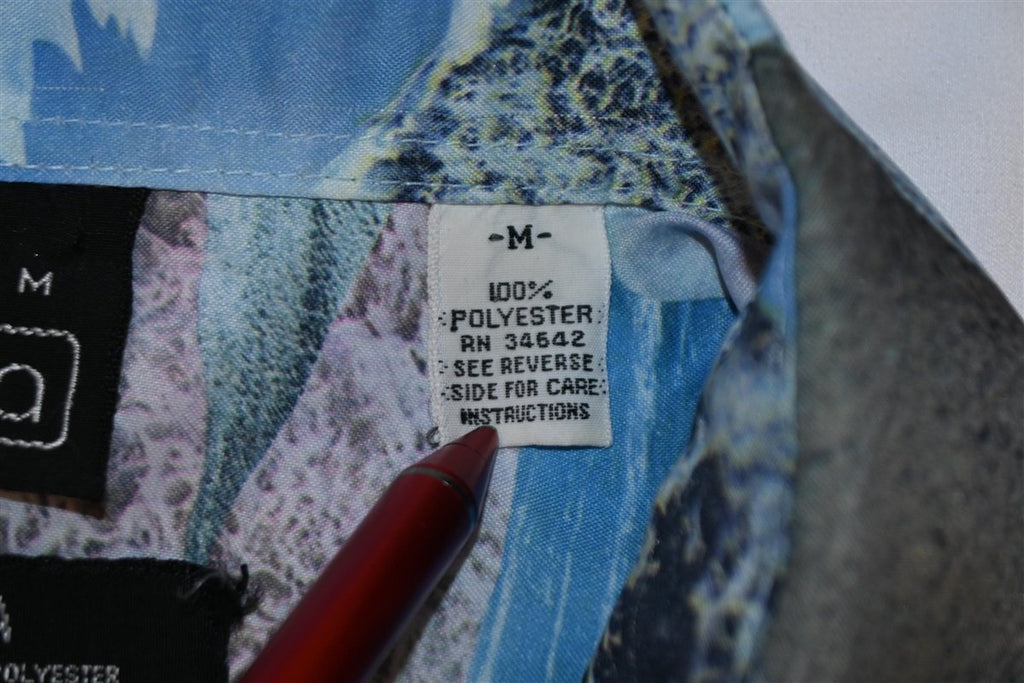 -M-
100%
POLYESTER
RN 34642
SEE REVERSE
SIDE FOR CARE
INSTRUCTIONS
M
a
POLYESTER